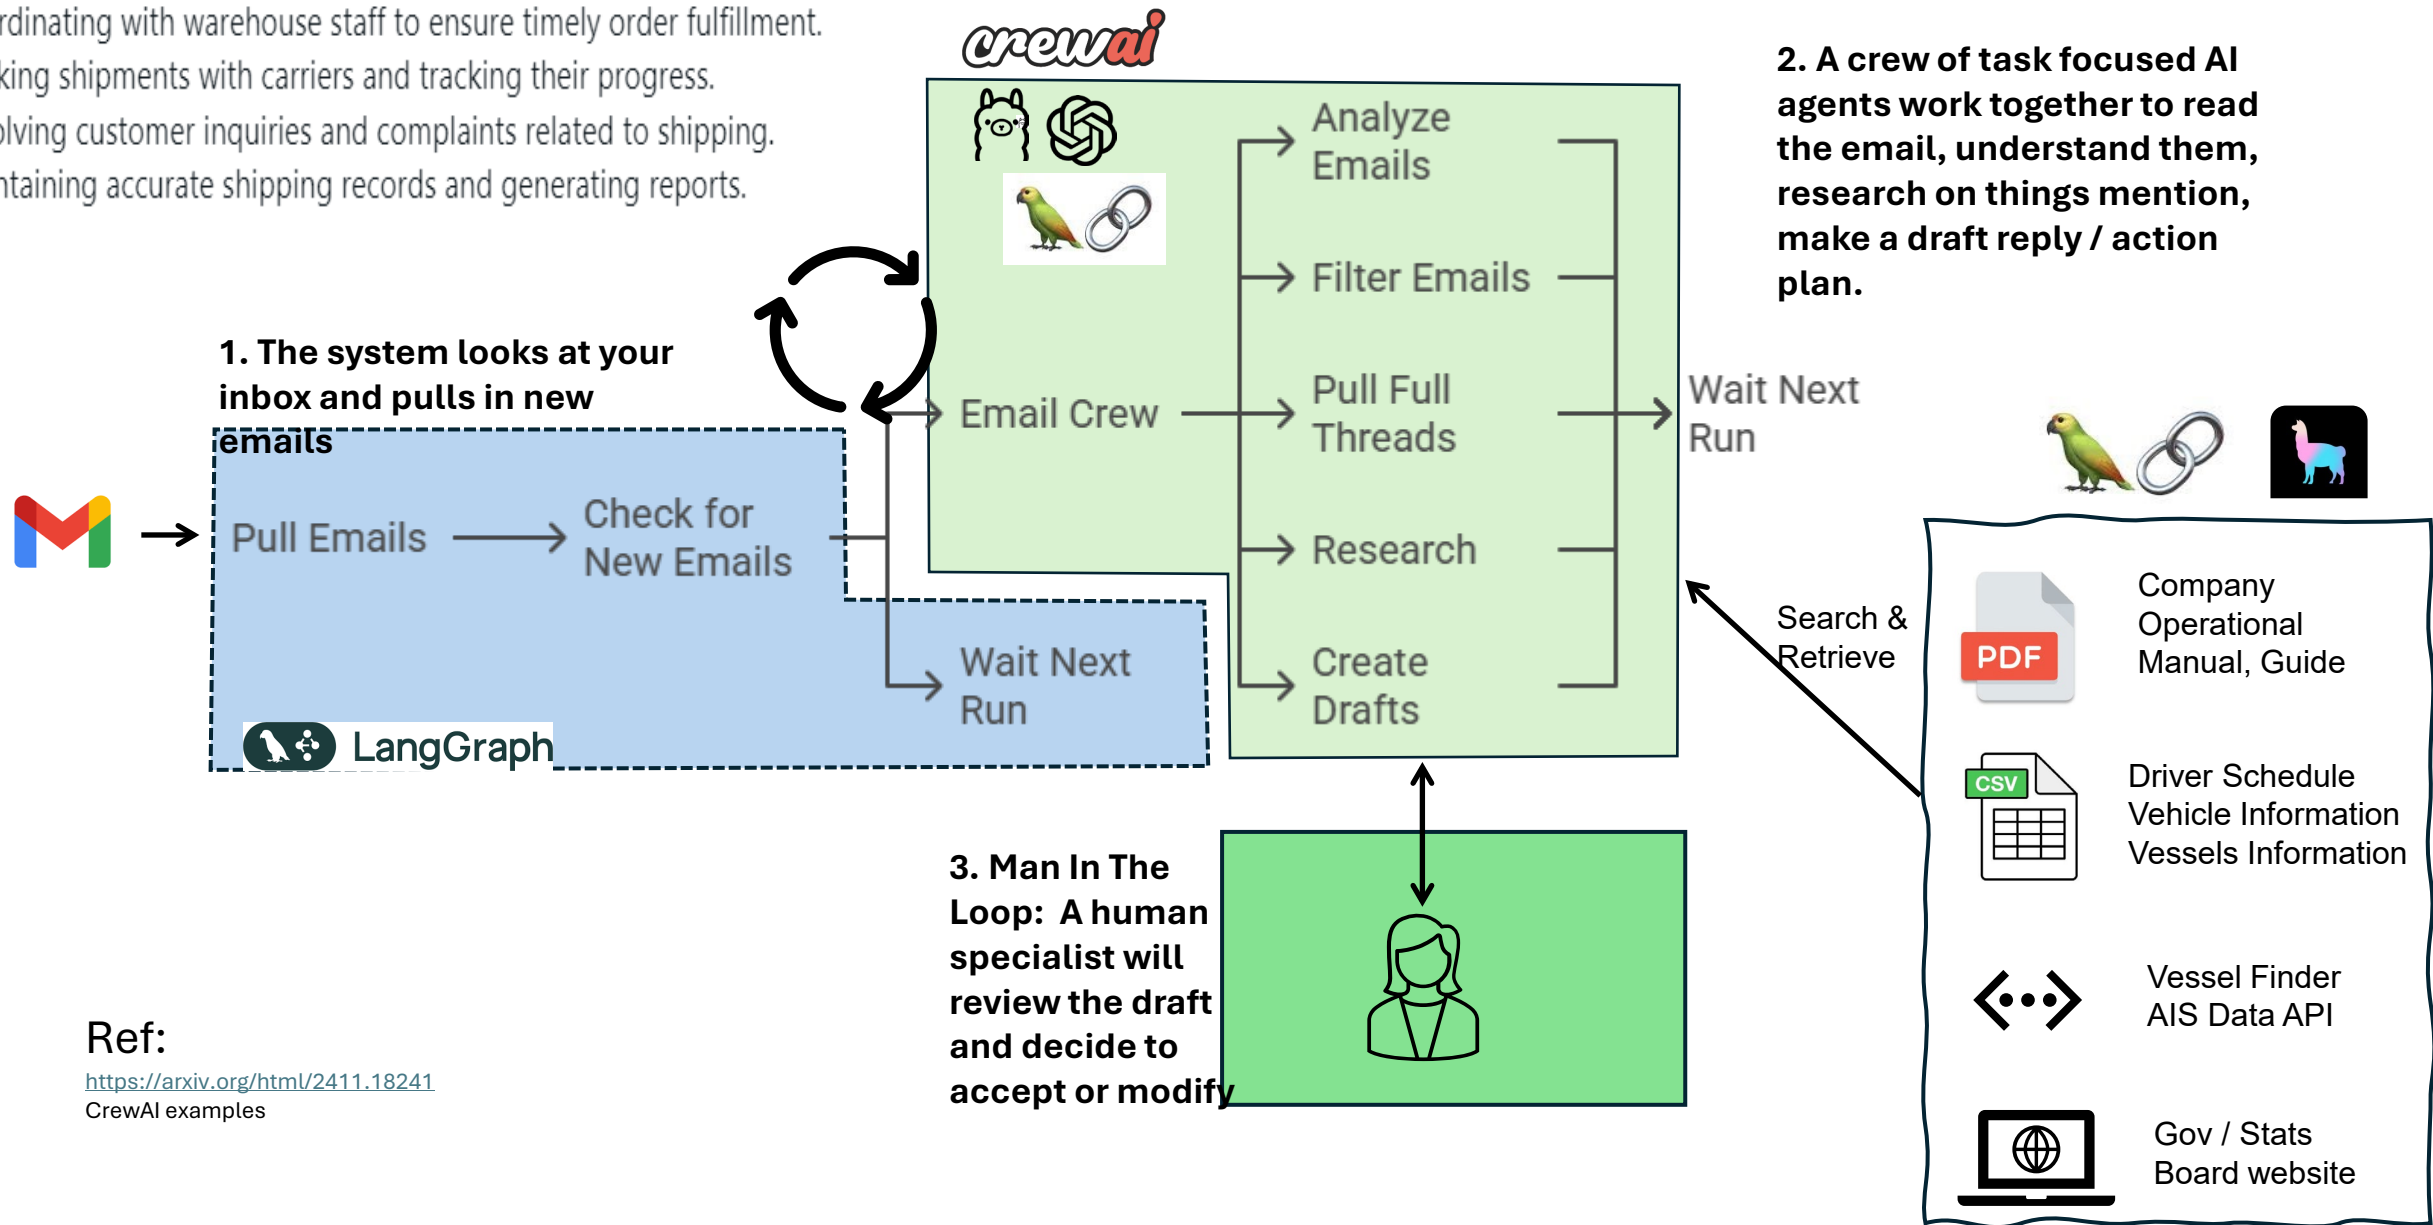 rdinating with warehouse staff to ensure timely order fulfillment.
king shipments with carriers and tracking their progress.
olving customer inquiries and complaints related to shipping.
ntaining accurate shipping records and generating reports.
crewai
2. A crew of task focused AI
agents work together to read
the email, understand them,
research on things mention,
make a draft reply / action
plan.
1. The system looks at your
inbox and pulls in new
emails
Pull Emails
Check for
New Emails
Wait Next
Run
LangGraph
Email Crew
Analyze
Emails
Filter Emails
Pull Full
Threads
Research
Create
Drafts
Wait Next
Run
Search &
Retrieve
PDF
Company
Operational
Manual, Guide
CSV
Driver Schedule
Vehicle Information
Vessels Information
Vessel Finder
AIS Data API
Gov / Stats
Board website
3. Man In The
Loop:  A human
specialist will
review the draft
and decide to
accept or modify
Ref:
https://arxiv.org/html/2411.18241
CrewAI examples